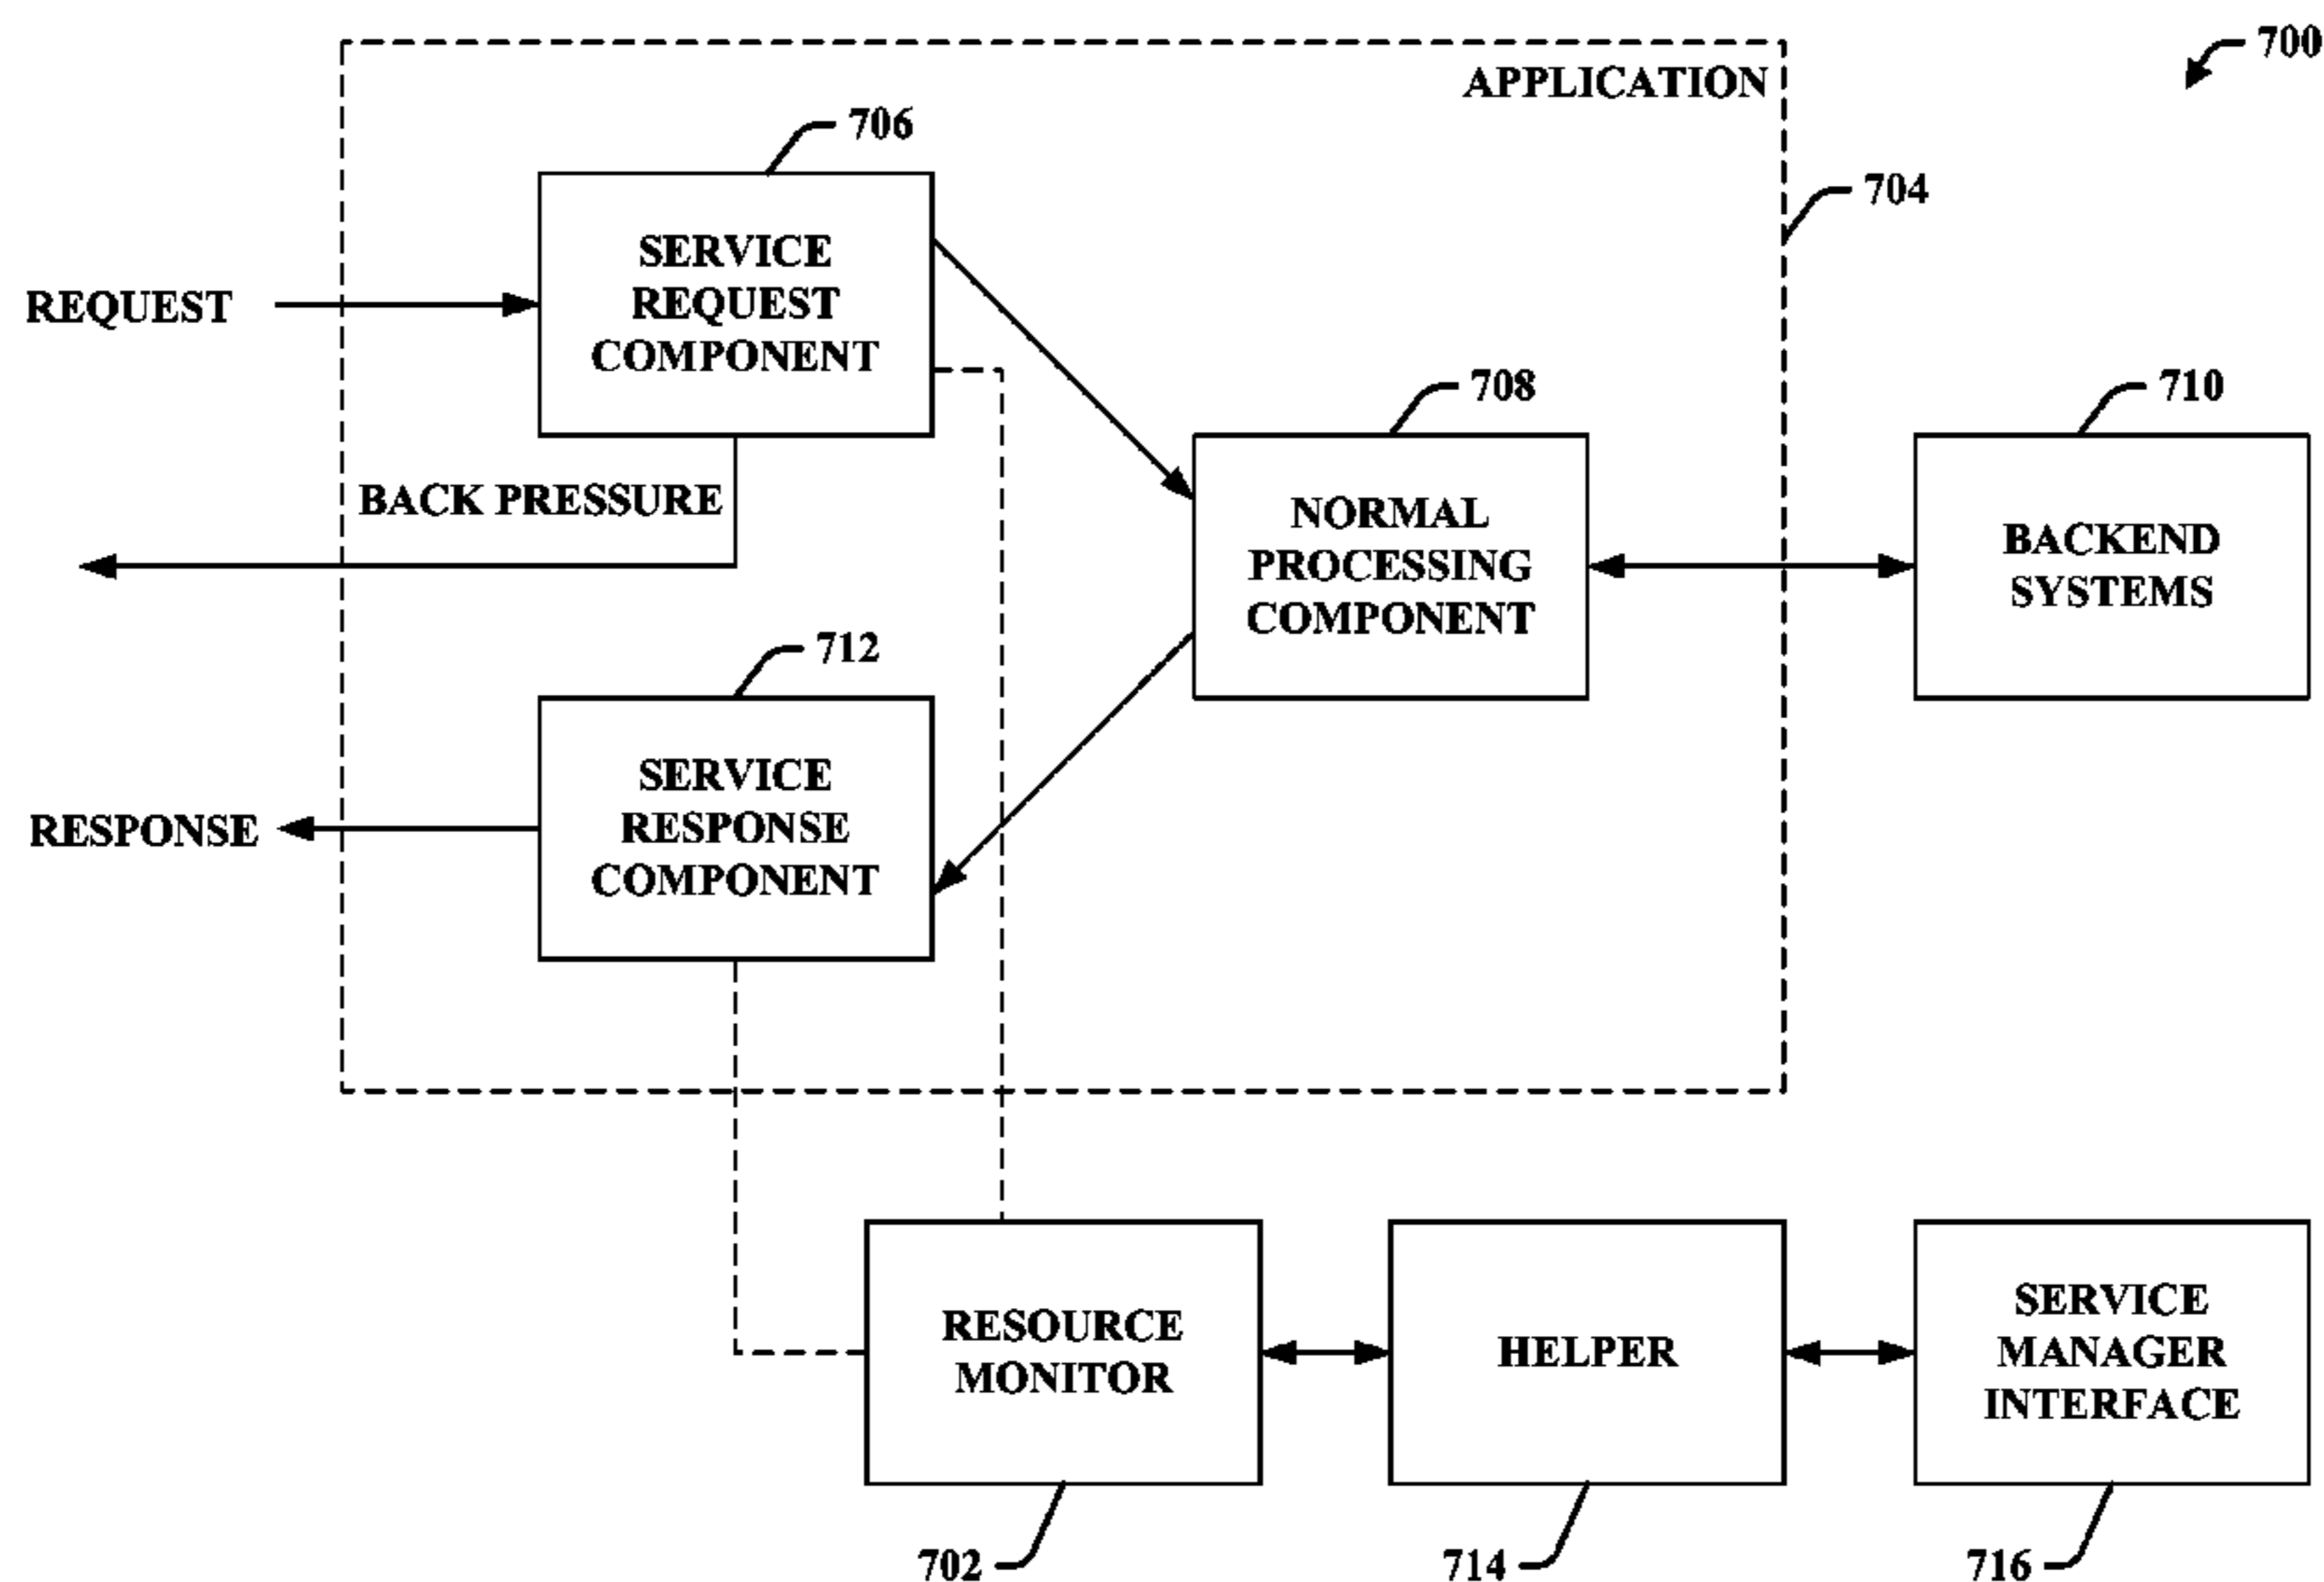 700
APPLICATION
706
704
SERVICE
REQUEST
COMPONENT
REQUEST
708
710
BACK PRESSURE
NORMAL
PROCESSING
COMPONENT
BACKEND
SYSTEMS
712
SERVICE
RESPONSE
COMPONENT
RESPONSE
RESOURCE
MONITOR
HELPER
SERVICE
MANAGER
INTERFACE
702
714
716